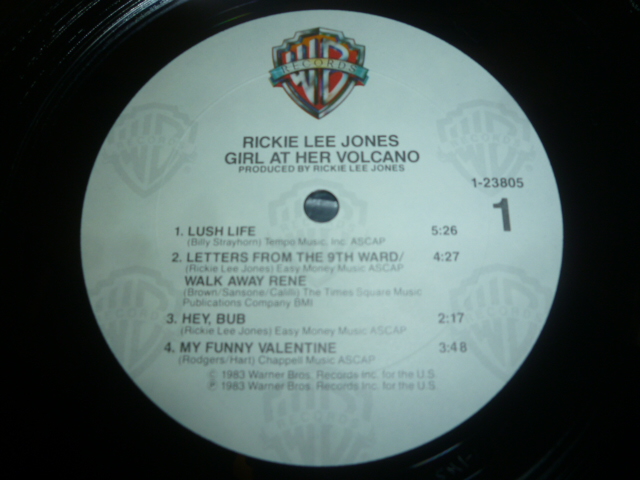 WB
RECORDS
RICKIE LEE JONES
GIRL AT HER VOLCANO
PRODUCED BY RICKIE LEE JONES
1-23805
1
1. LUSH LIFE 5:26
(Billy Strayhorn) Tempo Music, Inc. ASCAP
2. LETTERS FROM THE 9TH WARD/ 4:27
(Rickie Lee Jones) Easy Money Music ASCAP
WALK AWAY RENE
(Brown/Sansone/Calilli) The Times Square Music
Publications Company BMI
3. HEY, BUB 2:17
(Rickie Lee Jones) Easy Money Music ASCAP
4. MY FUNNY VALENTINE 3:48
(Rodgers/Hart) Chappell Music ASCAP
© 1983 Warner Bros. Records Inc. for the U.S.
℗ 1983 Warner Bros. Records Inc. for the U.S.